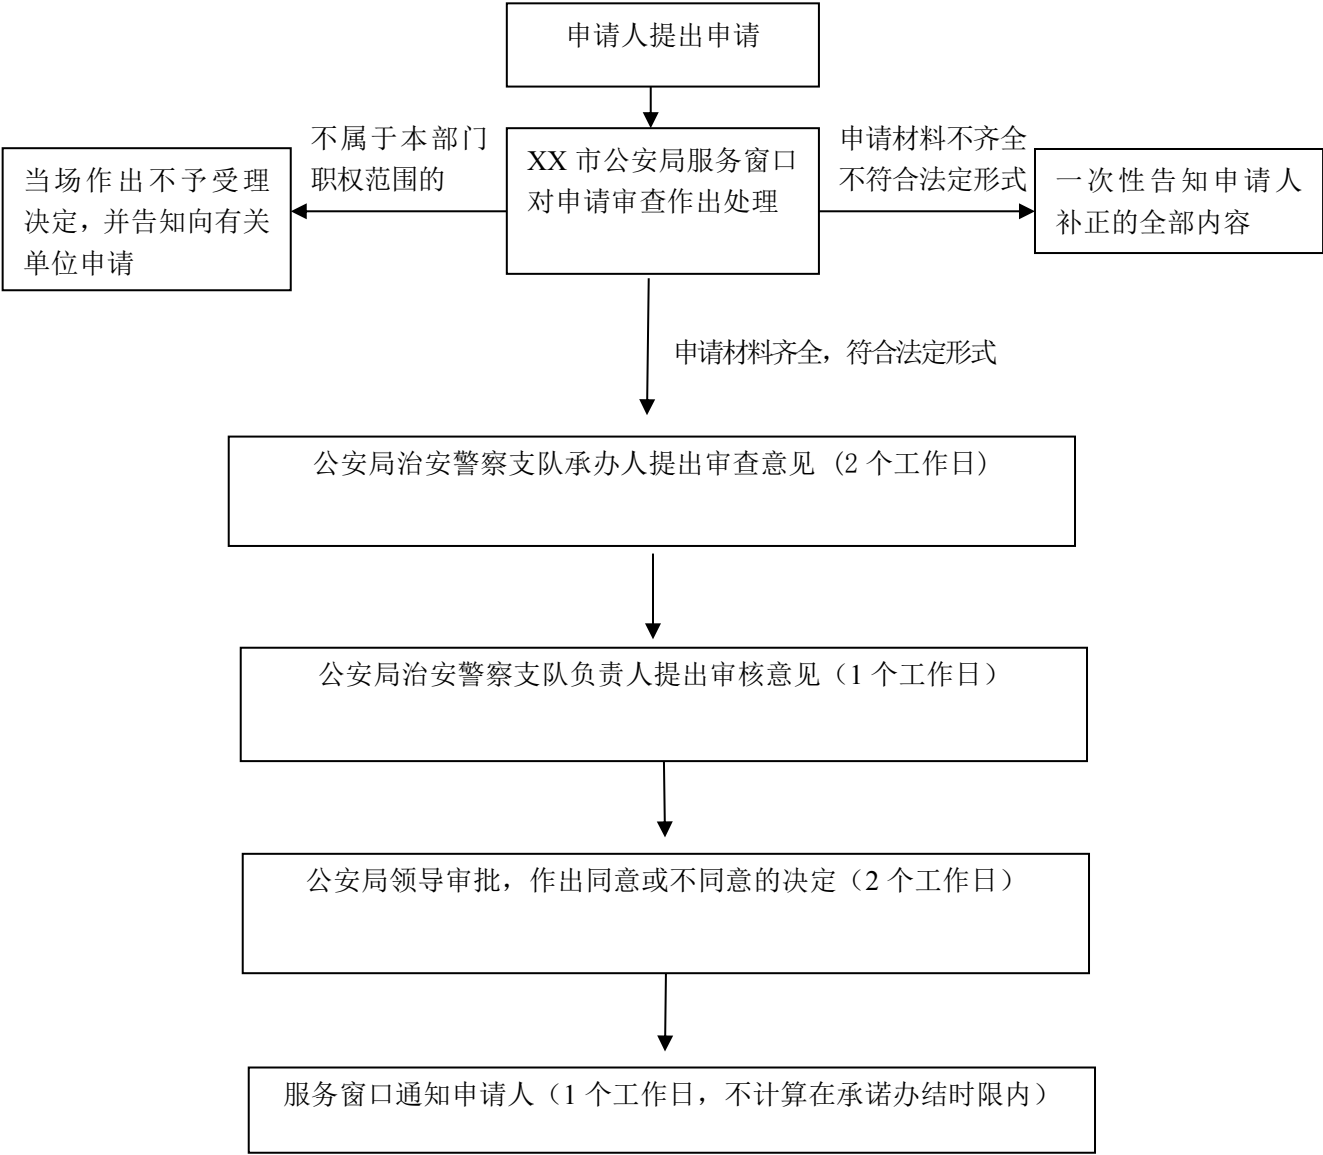 申请人提出申请
不属于本部门
职权范围的
XX 市公安局服务窗口
对申请审查作出处理
申请材料不齐全
不符合法定形式
当场作出不予受理
决定，并告知向有关
单位申请
一次性告知申请人
补正的全部内容
申请材料齐全，符合法定形式
公安局治安警察支队承办人提出审查意见 (2 个工作日)
公安局治安警察支队负责人提出审核意见（1 个工作日）
公安局领导审批，作出同意或不同意的决定（2 个工作日）
服务窗口通知申请人（1 个工作日，不计算在承诺办结时限内）